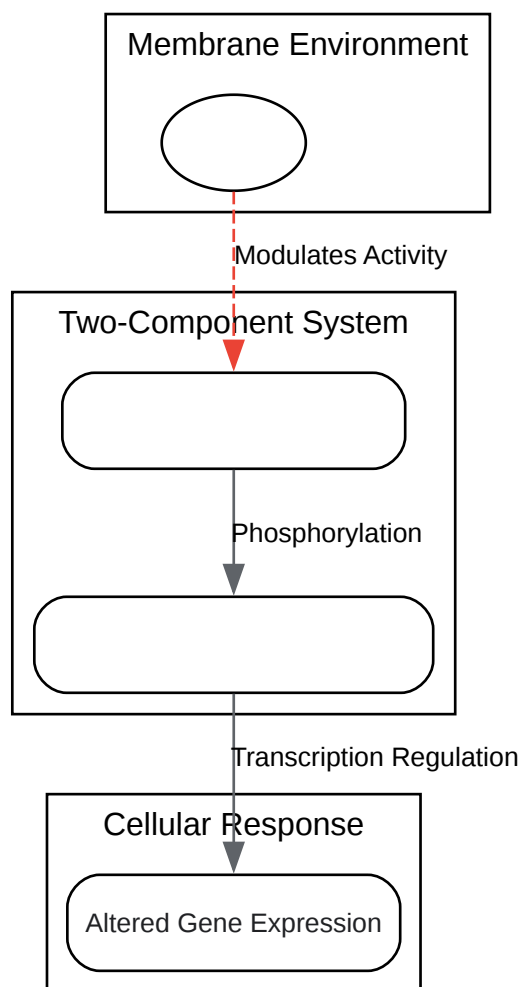 Membrane Environment
Modulates Activity
Two-Component System
Phosphorylation
Transcription Regulation
Cellular Response
Altered Gene Expression